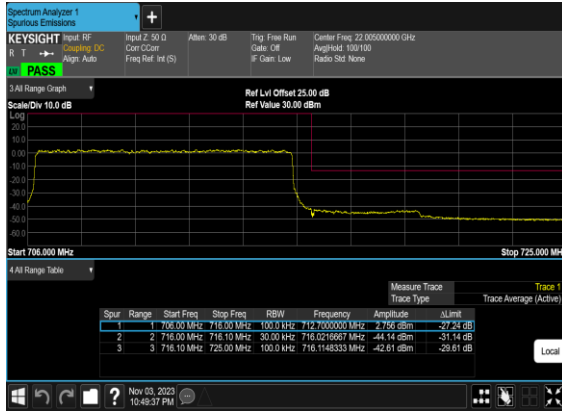 Spectrum Analyzer 1
Spurious Emissions
KEYSIGHT Input: RF Input Z: 50 Ω Atten: 30 dB Trig: Free Run Center Freq: 22.005000000 GHz
R T Coupling: DC Corr CCorr Gate: Off Avg|Hold: 100/100
Align: Auto Freq Ref: Int (S) IF Gain: Low Radio Std: None
PASS
3 All Range Graph
Ref Lvl Offset 25.00 dB
Scale/Div 10.0 dB Ref Value 30.00 dBm
Log
20.0
10.0
0.00
-10.0
-20.0
-30.0
-40.0
-50.0
-60.0
Start 706.000 MHz Stop 725.000 MHz
4 All Range Table
Measure Trace Trace 1
Trace Type Trace Average (Active)
Spur Range Start Freq Stop Freq RBW Frequency Amplitude ΔLimit
1 1 706.00 MHz 716.00 MHz 100.0 kHz 712.7000000 MHz 2.756 dBm -27.24 dB
2 2 716.00 MHz 716.10 MHz 30.00 kHz 716.0216667 MHz -44.14 dBm -31.14 dB
3 3 716.10 MHz 725.00 MHz 100.0 kHz 716.1148333 MHz -42.61 dBm -29.61 dB
Local
Nov 03, 2023
10:49:37 PM